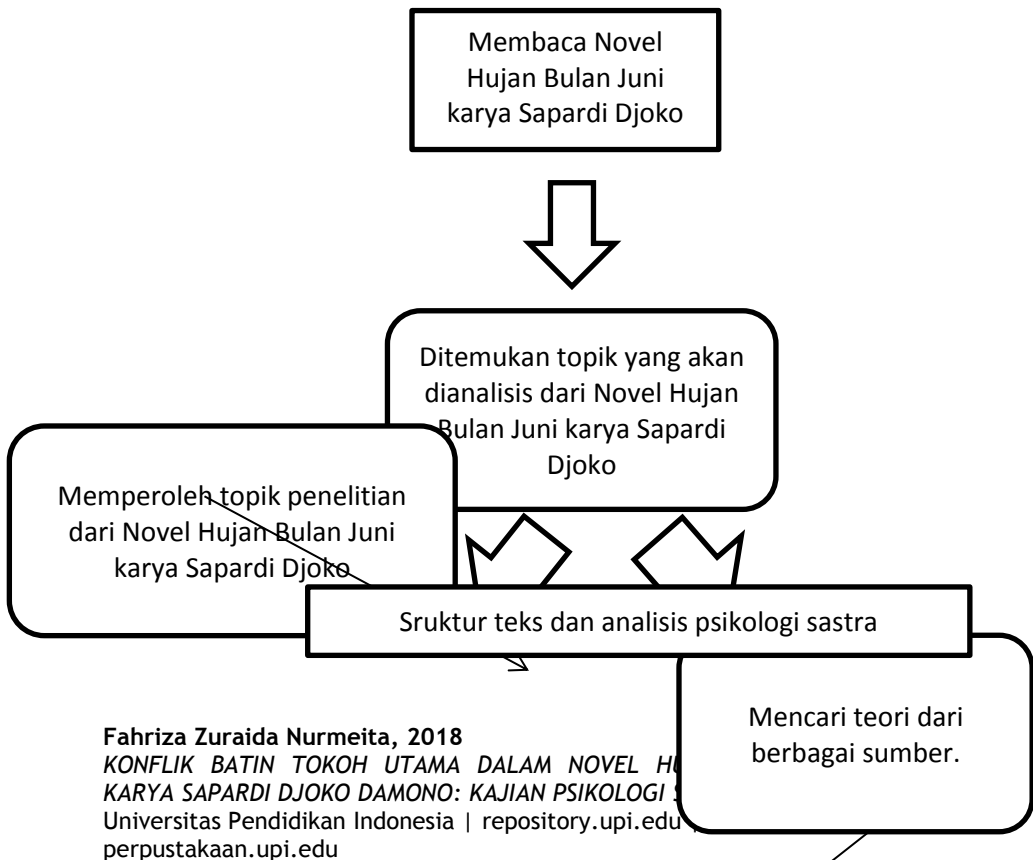 Membaca Novel
Hujan Bulan Juni
karya Sapardi Djoko
Ditemukan topik yang akan
dianalisis dari Novel Hujan
Bulan Juni karya Sapardi
Djoko
Memperoleh topik penelitian
dari Novel Hujan Bulan Juni
karya Sapardi Djoko
Sruktur teks dan analisis psikologi sastra
Mencari teori dari
berbagai sumber.
Fahriza Zuraida Nurmeita, 2018
KONFLIK BATIN TOKOH UTAMA DALAM NOVEL
KARYA SAPARDI DJOKO DAMONO: KAJIAN PSIKOLOGI
Universitas Pendidikan Indonesia | repository.upi.edu |
perpustakaan.upi.edu